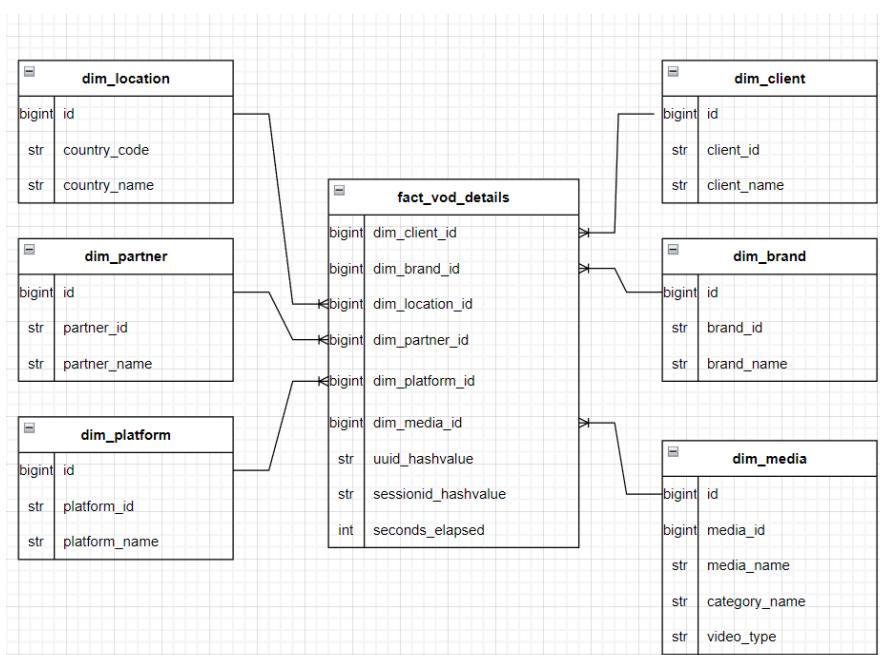 dim_location
bigint id
str country_code
str country_name
dim_partner
bigint id
str partner_id
str partner_name
dim_platform
bigint id
str platform_id
str platform_name
fact_vod_details
bigint dim_client_id
bigint dim_brand_id
bigint dim_location_id
bigint dim_partner_id
bigint dim_platform_id
bigint dim_media_id
str uuid_hashvalue
str sessionid_hashvalue
int seconds_elapsed
dim_client
bigint id
str client_id
str client_name
dim_brand
bigint id
str brand_id
str brand_name
dim_media
bigint id
bigint media_id
str media_name
str category_name
str video_type